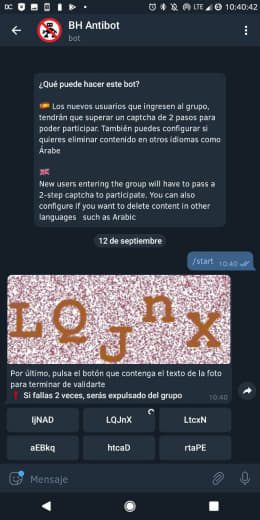 DC LTE 10:40:42
BH Antibot
bot
¿Qué puede hacer este bot?
Los nuevos usuarios que ingresen al grupo,
tendrán que superar un captcha de 2 pasos para
poder participar. También puedes configurar si
quieres eliminar contenido en otros idiomas como
Árabe
New users entering the group will have to pass a
2-step captcha to participate. You can also
configure if you want to delete content in other
languages such as Arabic
12 de septiembre
/start 10:40
LQJnX
Por último, pulsa el botón que contenga el texto de la foto
para terminar de validarte
❗ Si fallas 2 veces, serás expulsado del grupo
10:40
IjNAD LQJnX LtcxN
aEBkq htcaD rtaPE
Mensaje